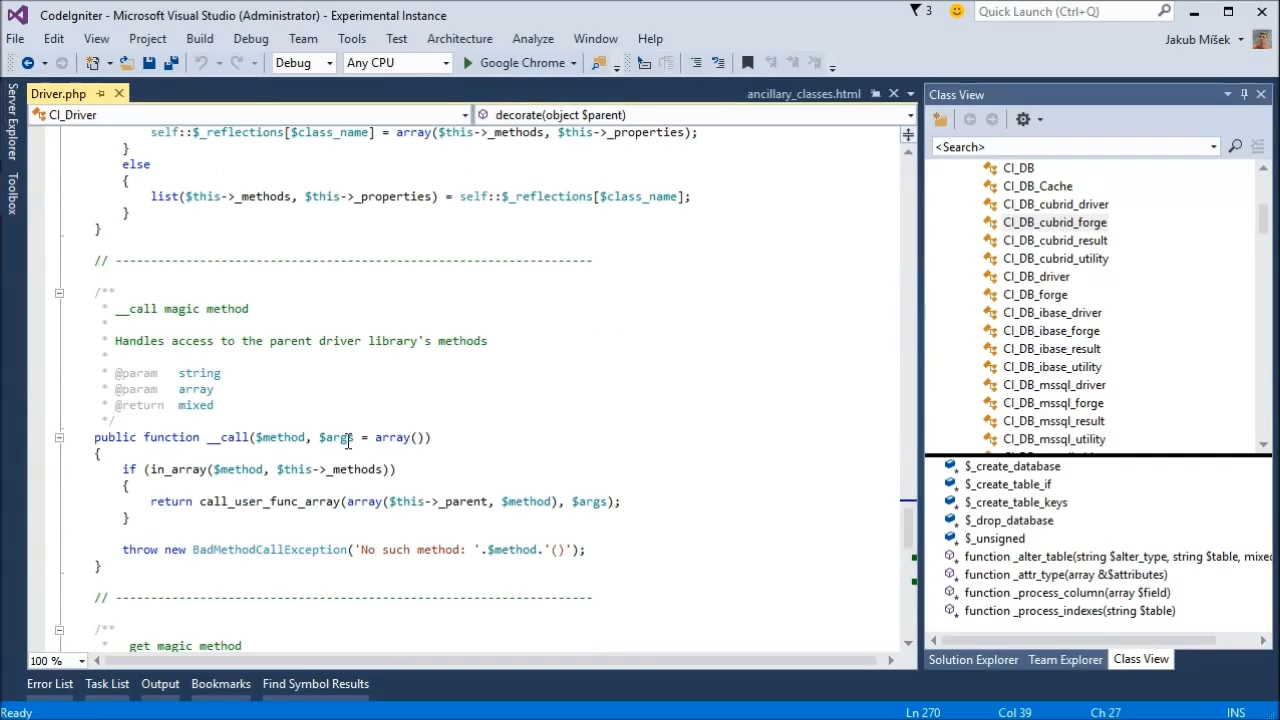 CodeIgniter - Microsoft Visual Studio (Administrator) - Experimental Instance
3
Quick Launch (Ctrl+Q)
File Edit View Project Build Debug Team Tools Test Architecture Analyze Window Help
Jakub Míšek
Debug
Any CPU
Google Chrome
Server Explorer
Toolbox
Driver.php
ancillary_classes.html
CI_Driver
decorate(object $parent)
self::$_reflections[$class_name] = array($this->_methods, $this->_properties);
}
else
{
list($this->_methods, $this->_properties) = self::$_reflections[$class_name];
}
}
// --------------------------------------------------------------------
/**
* __call magic method
*
* Handles access to the parent driver library's methods
*
* @param string
* @param array
* @return mixed
*/
public function __call($method, $args = array())
{
if (in_array($method, $this->_methods))
{
return call_user_func_array(array($this->_parent, $method), $args);
}
throw new BadMethodCallException('No such method: '.$method.'()');
}
// --------------------------------------------------------------------
/**
* __get magic method
100 %
Class View
<Search>
CI_DB
CI_DB_Cache
CI_DB_cubrid_driver
CI_DB_cubrid_forge
CI_DB_cubrid_result
CI_DB_cubrid_utility
CI_DB_driver
CI_DB_forge
CI_DB_ibase_driver
CI_DB_ibase_forge
CI_DB_ibase_result
CI_DB_ibase_utility
CI_DB_mssql_driver
CI_DB_mssql_forge
CI_DB_mssql_result
CI_DB_mssql_utility
$_create_database
$_create_table_if
$_create_table_keys
$_drop_database
$_unsigned
function _alter_table(string $alter_type, string $table, mixed
function _attr_type(array &$attributes)
function _process_column(array $field)
function _process_indexes(string $table)
Solution Explorer Team Explorer Class View
Error List Task List Output Bookmarks Find Symbol Results
Ready
Ln 270
Col 39
Ch 27
INS